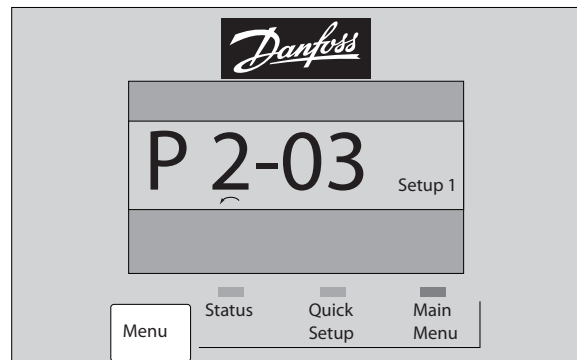 Danfoss
P 2-03
Setup 1
Menu
Status
Quick
Setup
Main
Menu